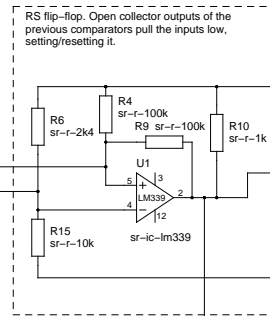 RS flip-flop. Open collector outputs of the
previous comparators pull the inputs low,
setting/resetting it.
R4
sr-r-100k
R6
sr-r-2k4
R9 sr-r-100k
R10
sr-r-1k
U1
3
5
+
LM339
2
4
−
12
R15
sr-r-10k
sr-ic-lm339